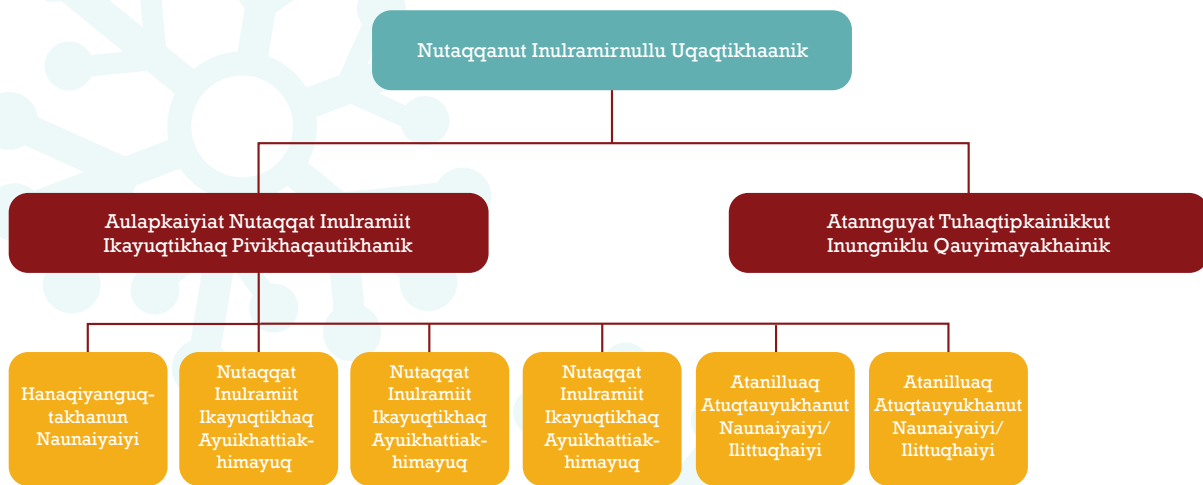 Nutaqqanut Inulramirnullu Uqaqtikhaanik
Aulapkaiyiat Nutaqqat Inulramiit
Ikayuqtikhaq Pivikhaqautikhanik
Atannguyat Tuhaqtipkainikkut
Inungniklu Qauyimayakhainik
Hanaqiyanguq-
takhanun
Naunaiyaiyi
Nutaqqat
Inulramiit
Ikayuqtikhaq
Ayuikhattiak-
himayuq
Nutaqqat
Inulramiit
Ikayuqtikhaq
Ayuikhattiak-
himayuq
Nutaqqat
Inulramiit
Ikayuqtikhaq
Ayuikhattiak-
himayuq
Atanilluaq
Atuqtauyukhanut
Naunaiyaiyi/
Ilittuqhaiyi
Atanilluaq
Atuqtauyukhanut
Naunaiyaiyi/
Ilittuqhaiyi